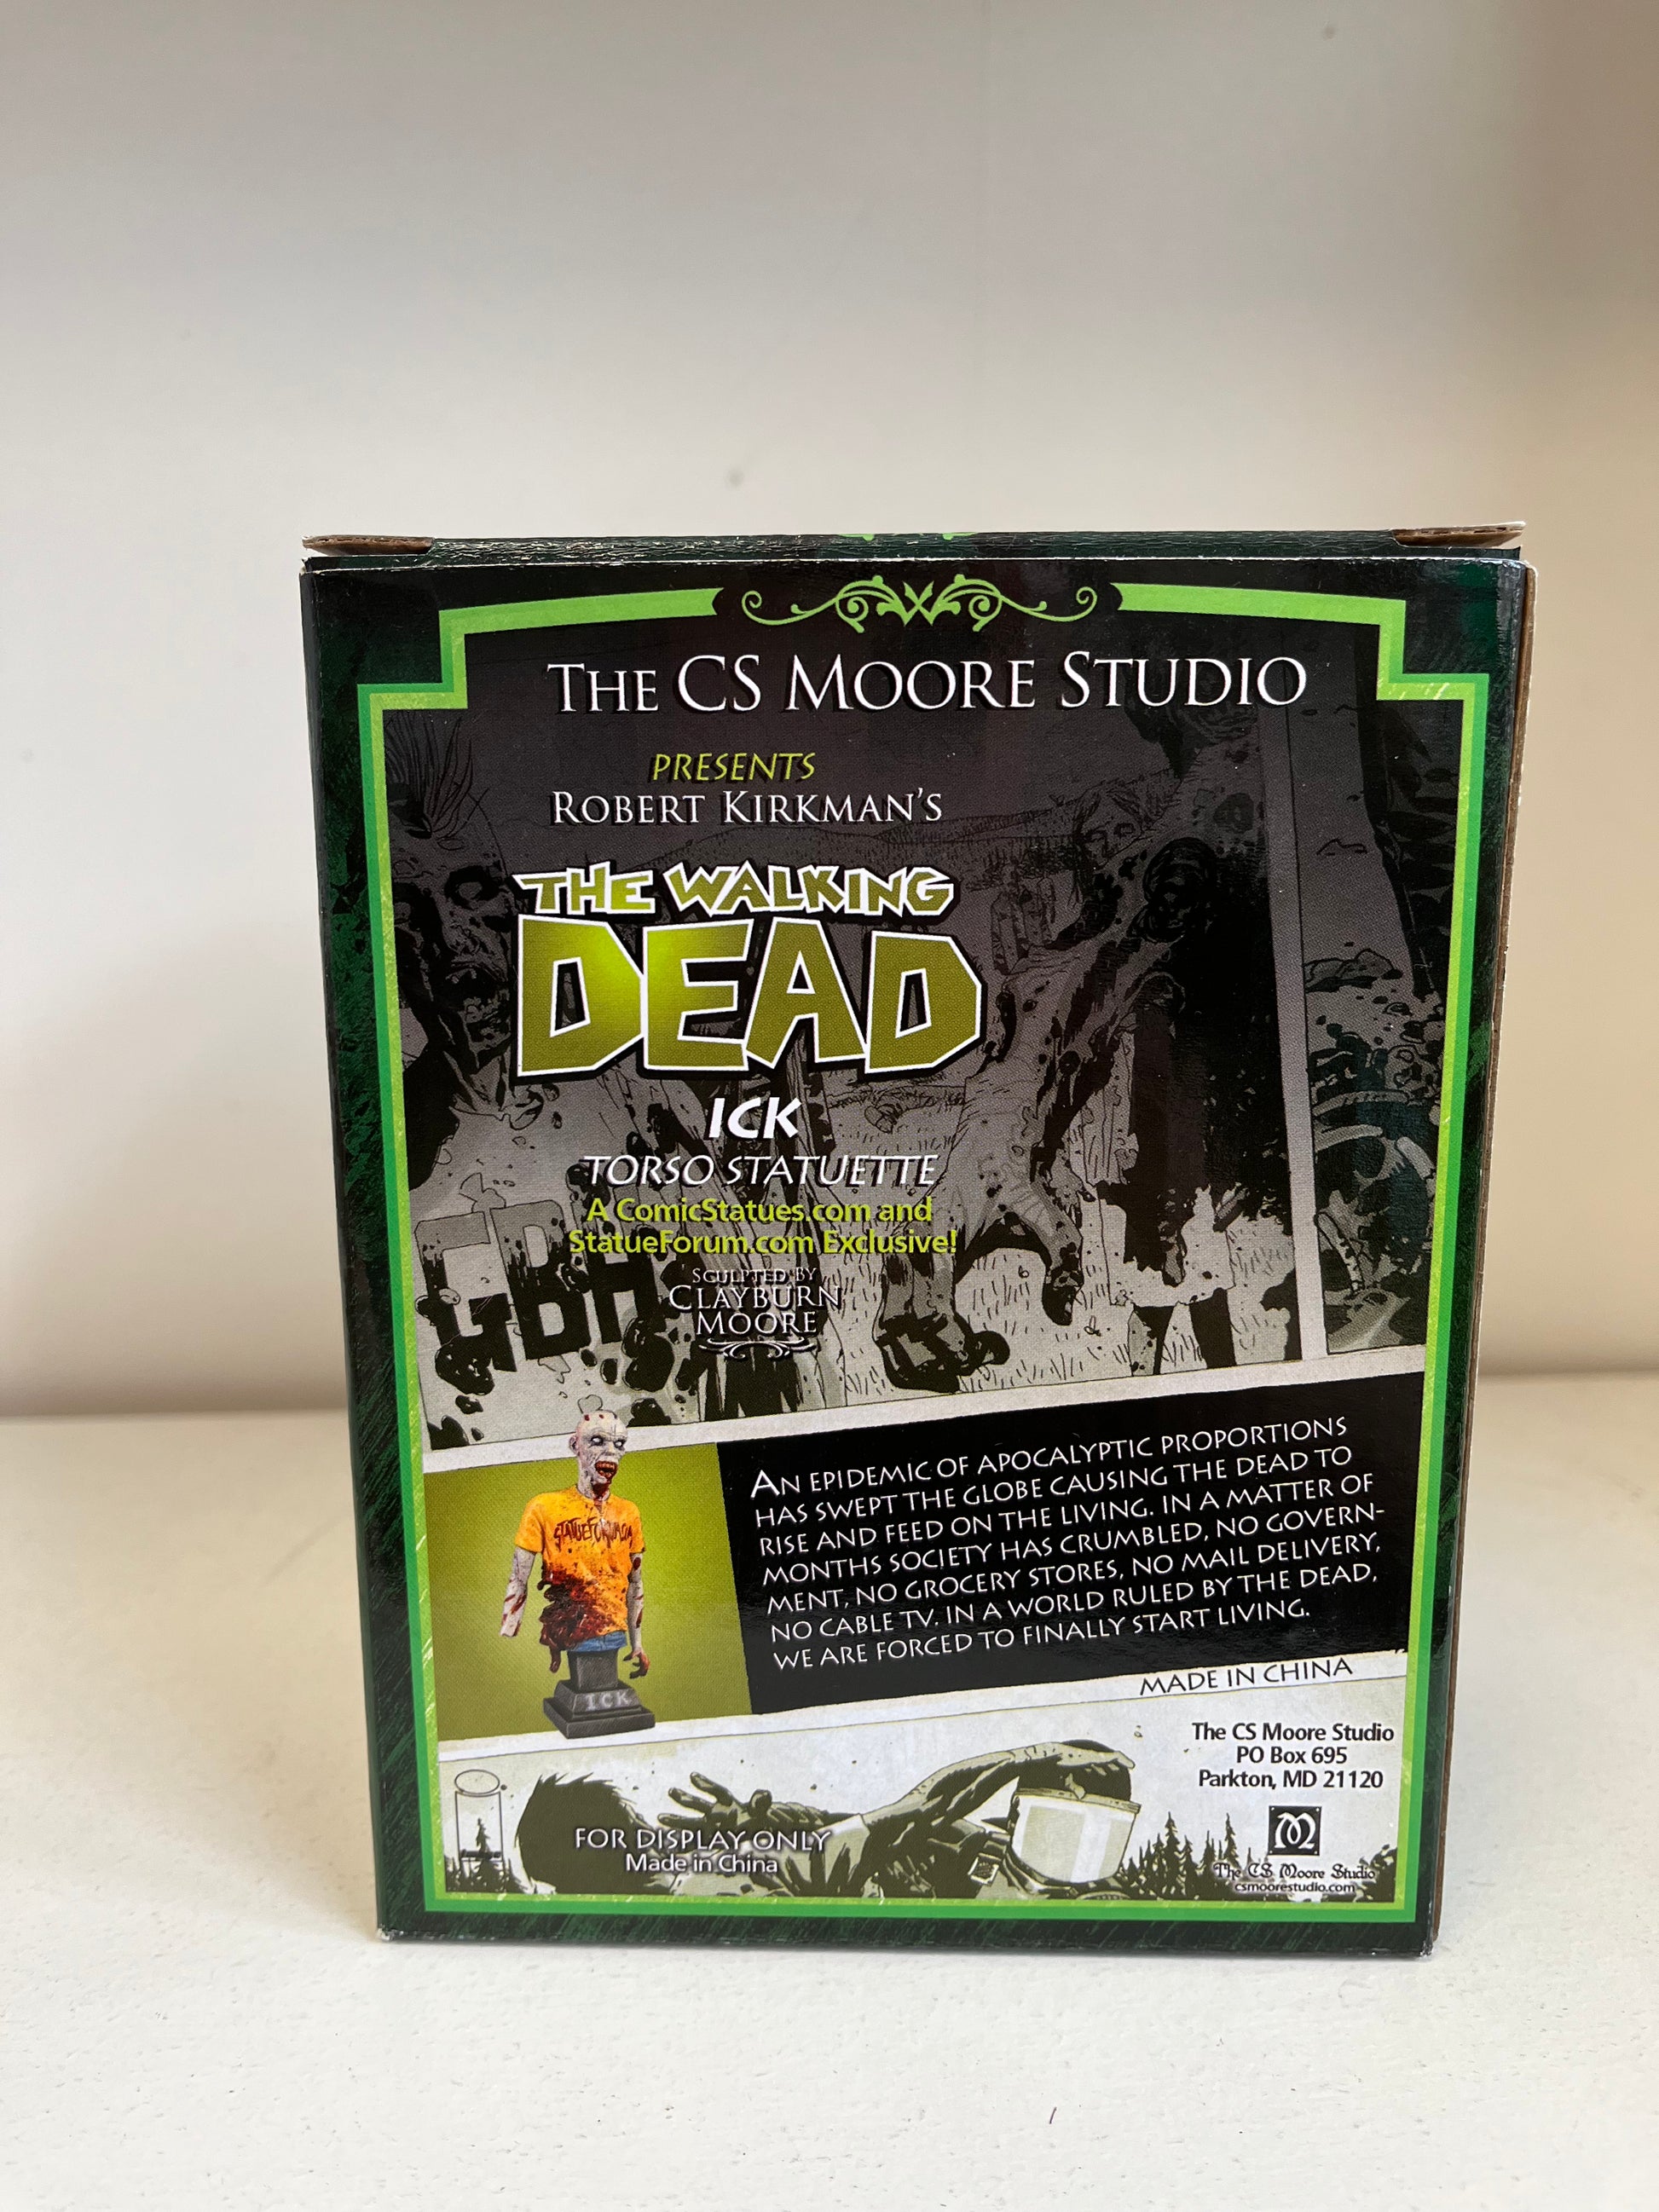 THE CS MOORE STUDIO
PRESENTS
ROBERT KIRKMAN'S
THE WALKING
DEAD
ICK
TORSO STATUETTE
A ComicStatues.com and
StatueForum.com Exclusive!
SCULPTED BY
CLAYBURN
MOORE
GBH
STATUEFORUM.COM
ICK
AN EPIDEMIC OF APOCALYPTIC PROPORTIONS
HAS SWEPT THE GLOBE CAUSING THE DEAD TO
RISE AND FEED ON THE LIVING. IN A MATTER OF
MONTHS SOCIETY HAS CRUMBLED, NO GOVERN-
MENT, NO GROCERY STORES, NO MAIL DELIVERY,
NO CABLE TV. IN A WORLD RULED BY THE DEAD,
WE ARE FORCED TO FINALLY START LIVING.
MADE IN CHINA
The CS Moore Studio
PO Box 695
Parkton, MD 21120
FOR DISPLAY ONLY
Made in China
The CS Moore Studio
csmoorestudio.com